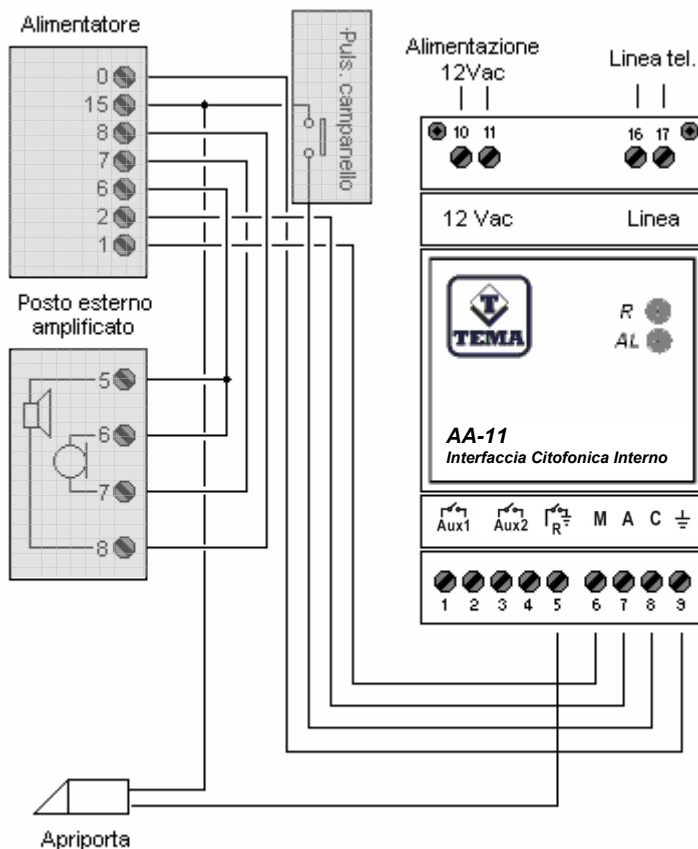 Alimentatore
0
15
8
7
6
2
1
·Puls. campanello
Alimentazione
12Vac
Linea tel.
10 11
16 17
12 Vac
Linea
T
TEMA
R
AL
AA-11
Interfaccia Citofonica Interno
Aux1 Aux2 R M A C
1 2 3 4 5 6 7 8 9
Posto esterno
amplificato
5
6
7
8
Apriporta